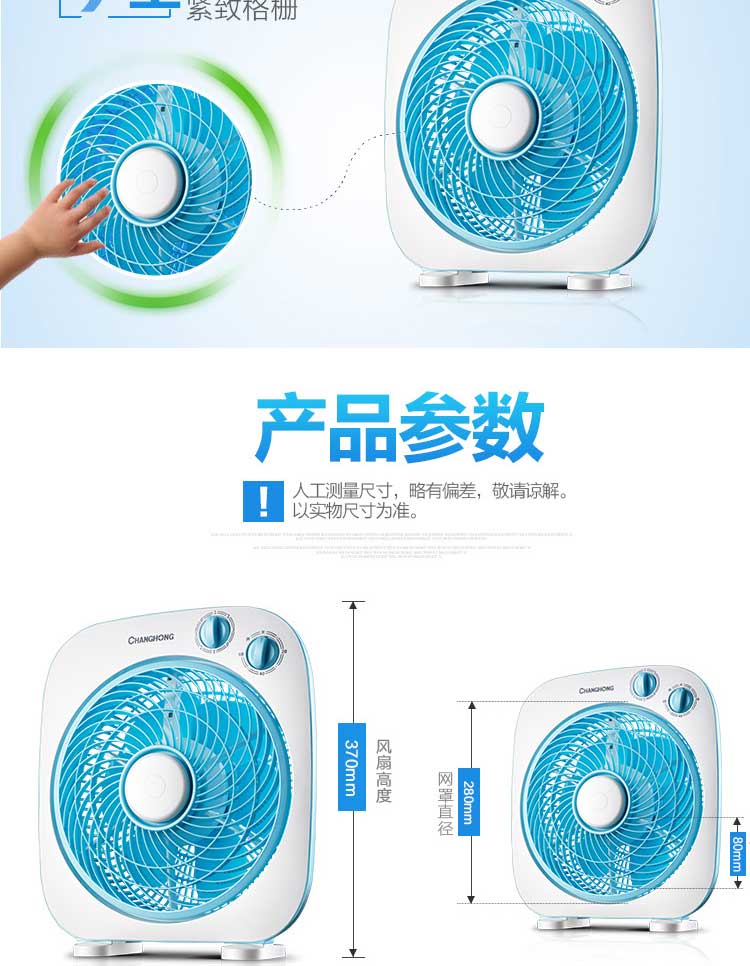 紧致格栅
产品参数
!
人工测量尺寸，略有偏差，敬请谅解。
以实物尺寸为准。
CHANGHONG
370mm
风扇高度
CHANGHONG
网罩直径
280mm
80mm